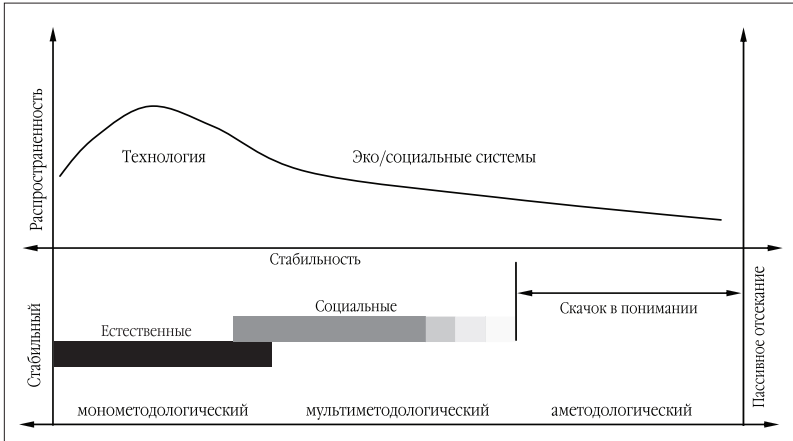 Распространенность
Технология
Эко/социальные системы
Стабильность
Стабильный
Социальные
Естественные
Скачок в понимании
Пассивное отсекание
монометодологический
мультиметодологический
аметодологический